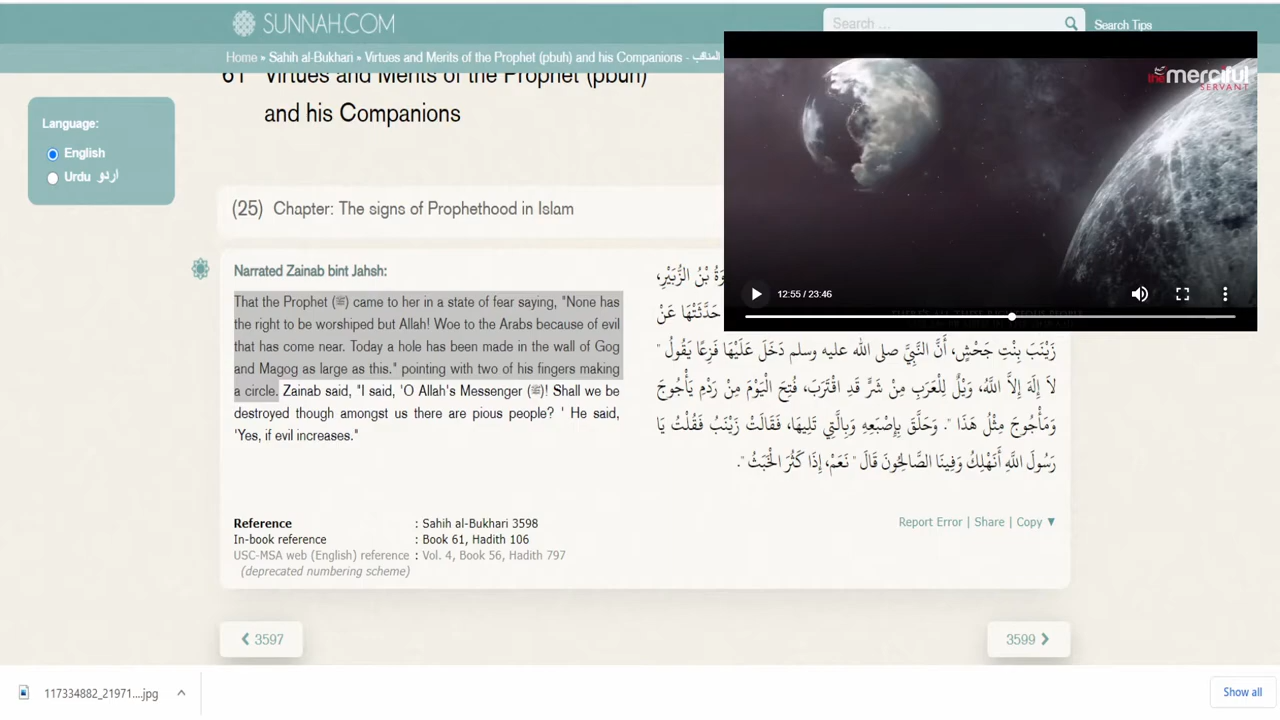 SUNNAH.COM
Search ...
Search Tips
Home » Sahih al-Bukhari » Virtues and Merits of the Prophet (pbuh) and his Companions - المناقب
61 Virtues and Merits of the Prophet (pbuh)
and his Companions
Language:
English
Urdu اردو
the merciful
SERVANT
12:55 / 23:46
(25) Chapter: The signs of Prophethood in Islam
Narrated Zainab bint Jahsh:
That the Prophet (ﷺ) came to her in a state of fear saying, "None has
the right to be worshiped but Allah! Woe to the Arabs because of evil
that has come near. Today a hole has been made in the wall of Gog
and Magog as large as this." pointing with two of his fingers making
a circle. Zainab said, "I said, 'O Allah's Messenger (ﷺ)! Shall we be
destroyed though amongst us there are pious people? ' He said,
'Yes, if evil increases."
بْنُ الزُّبَيْرِ،
حَدَّثَتْهَا عَنْ
زَيْنَبَ بِنْتِ جَحْشٍ، أَنَّ النَّبِيَّ صلى الله عليه وسلم دَخَلَ عَلَيْهَا فَزِعًا يَقُولُ "
لاَ إِلَهَ إِلاَّ اللَّهُ، وَيْلٌ لِلْعَرَبِ مِنْ شَرٍّ قَدِ اقْتَرَبَ، فُتِحَ الْيَوْمَ مِنْ رَدْمِ يَأْجُوجَ
وَمَأْجُوجَ مِثْلُ هَذَا ". وَحَلَّقَ بِإِصْبَعِهِ وَبِالَّتِي تَلِيهَا، فَقَالَتْ زَيْنَبُ فَقُلْتُ يَا
رَسُولَ اللَّهِ أَنَهْلِكُ وَفِينَا الصَّالِحُونَ قَالَ " نَعَمْ، إِذَا كَثُرَ الْخَبَثُ ".
Reference : Sahih al-Bukhari 3598
In-book reference : Book 61, Hadith 106
USC-MSA web (English) reference : Vol. 4, Book 56, Hadith 797
(deprecated numbering scheme)
Report Error | Share | Copy ▼
3597
3599
117334882_21971....jpg
Show all